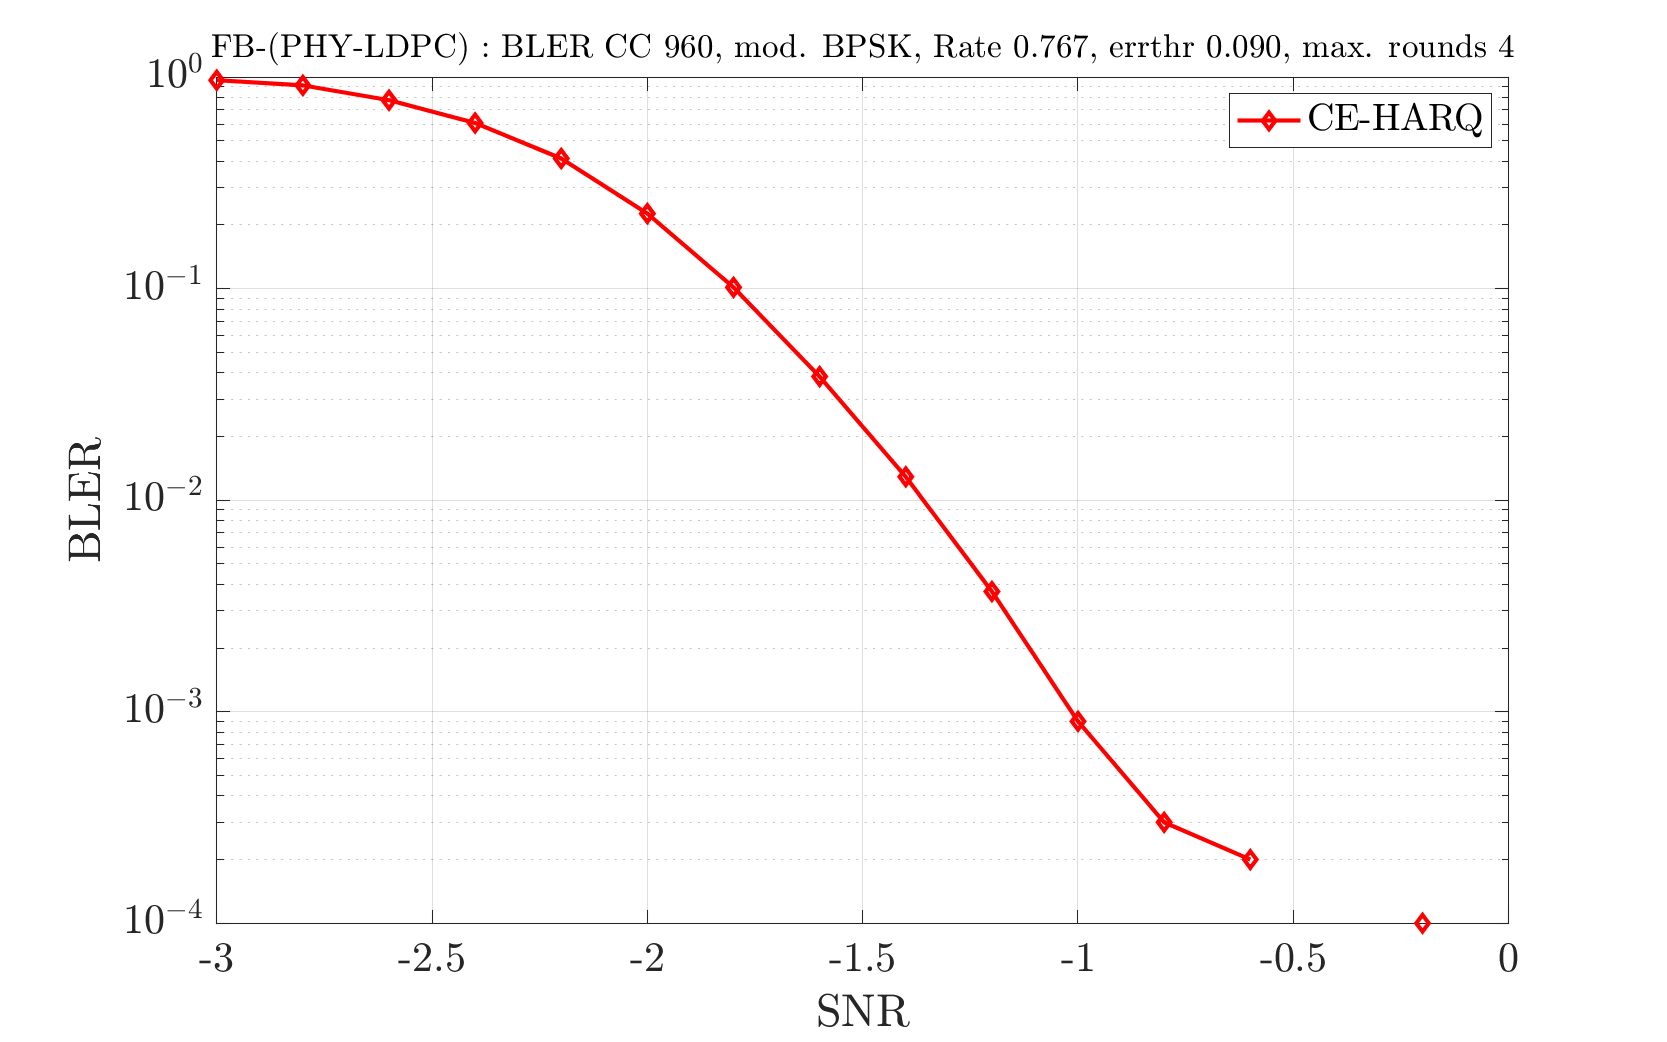 FB-(PHY-LDPC) : BLER CC 960, mod. BPSK, Rate 0.767, errthr 0.090, max. rounds 4
10^0
CE-HARQ
10^-1
10^-2
BLER
10^-3
10^-4
-3 -2.5 -2 -1.5 -1 -0.5 0
SNR